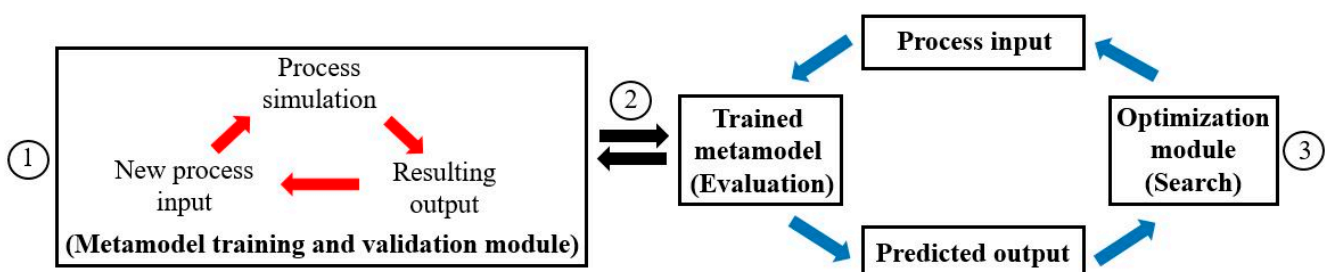 1
Process
simulation
New process
input
Resulting
output
(Metamodel training and validation module)
2
Process input
Trained
metamodel
(Evaluation)
Predicted output
Optimization
module
(Search)
3